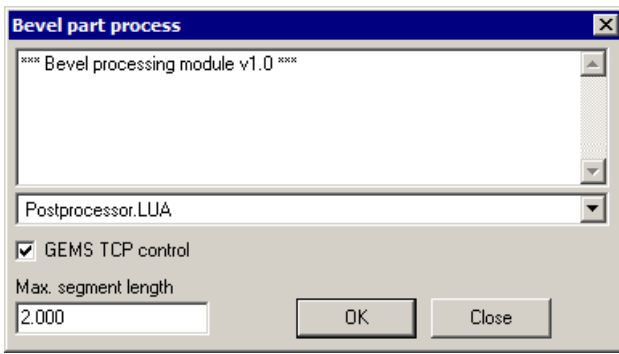 Bevel part process
*** Bevel processing module v1.0 ***
Postprocessor.LUA
GEMS TCP control
Max. segment length
2.000
OK
Close